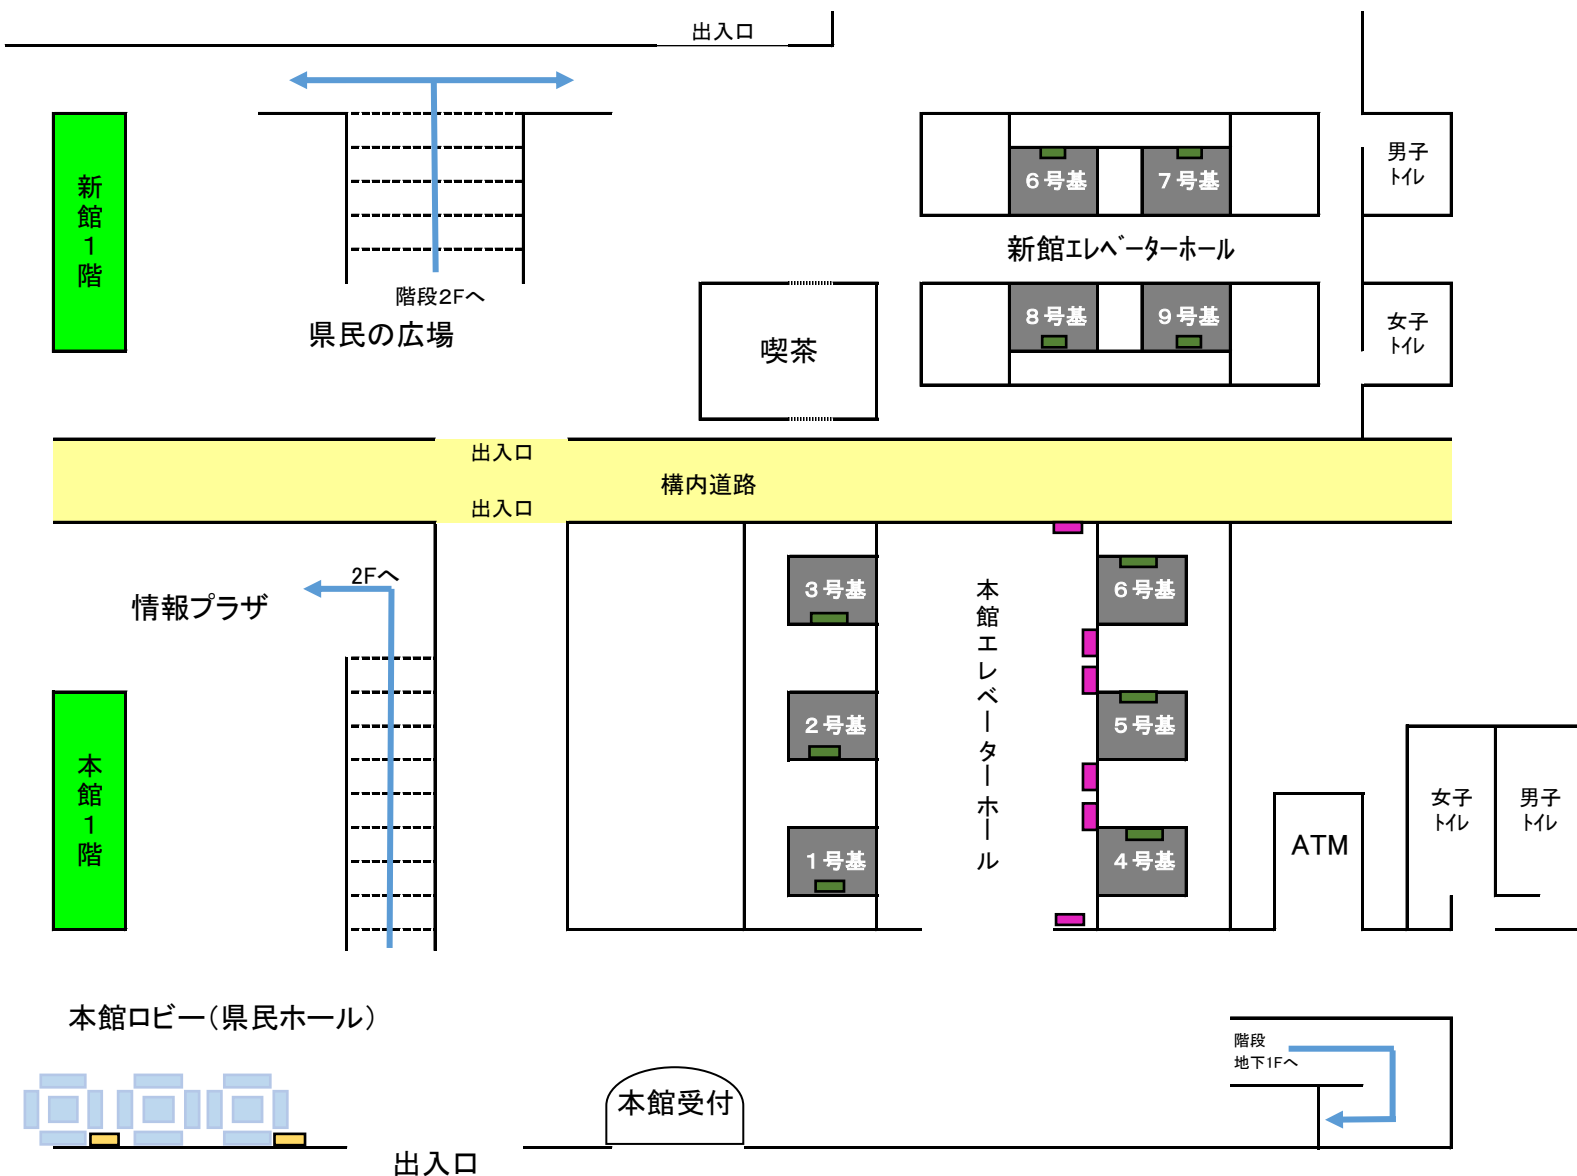 出入口
新館1階
男子
トイレ
6号基
7号基
新館エレベーターホール
階段2Fへ
県民の広場
喫茶
8号基
9号基
女子
トイレ
出入口
構内道路
出入口
2Fへ
情報プラザ
3号基
本館エレベーターホール
6号基
2号基
5号基
本館1階
1号基
4号基
ATM
女子
トイレ
男子
トイレ
本館ロビー(県民ホール)
階段
地下1Fへ
本館受付
出入口